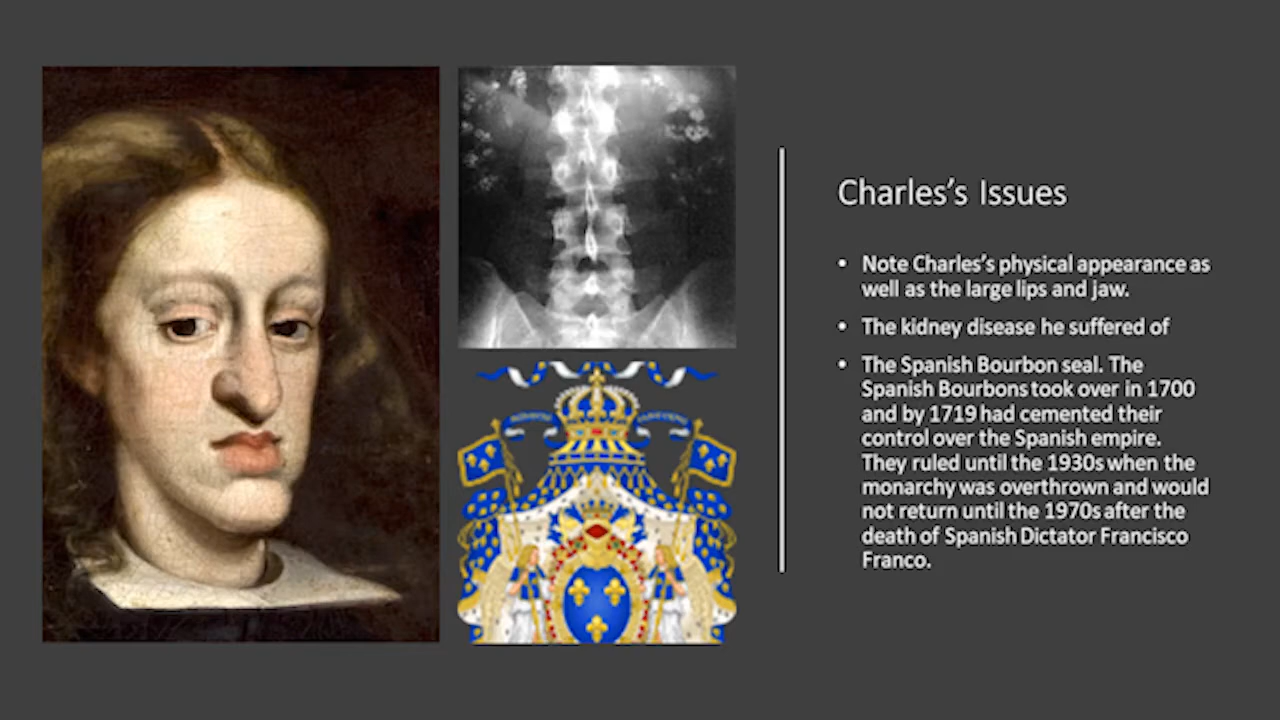 Charles’s Issues
• Note Charles’s physical appearance as
well as the large lips and jaw.
• The kidney disease he suffered of
• The Spanish Bourbon seal. The
Spanish Bourbons took over in 1700
and by 1719 had cemented their
control over the Spanish empire.
They ruled until the 1930s when the
monarchy was overthrown and would
not return until the 1970s after the
death of Spanish Dictator Francisco
Franco.